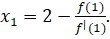 x₁ = 2 − f(1)/f|(1).